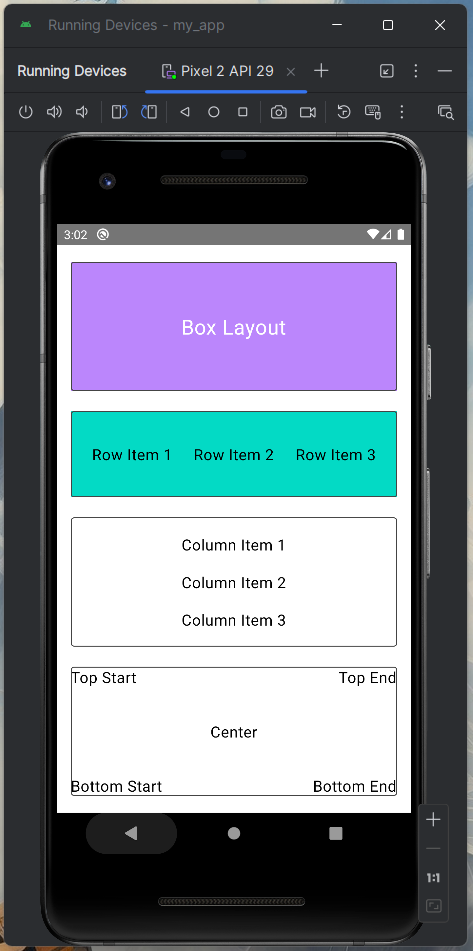 Running Devices - my_app
Running Devices Pixel 2 API 29
3:02
Box Layout
Row Item 1 Row Item 2 Row Item 3
Column Item 1
Column Item 2
Column Item 3
Top Start Top End
Center
Bottom Start Bottom End
1:1